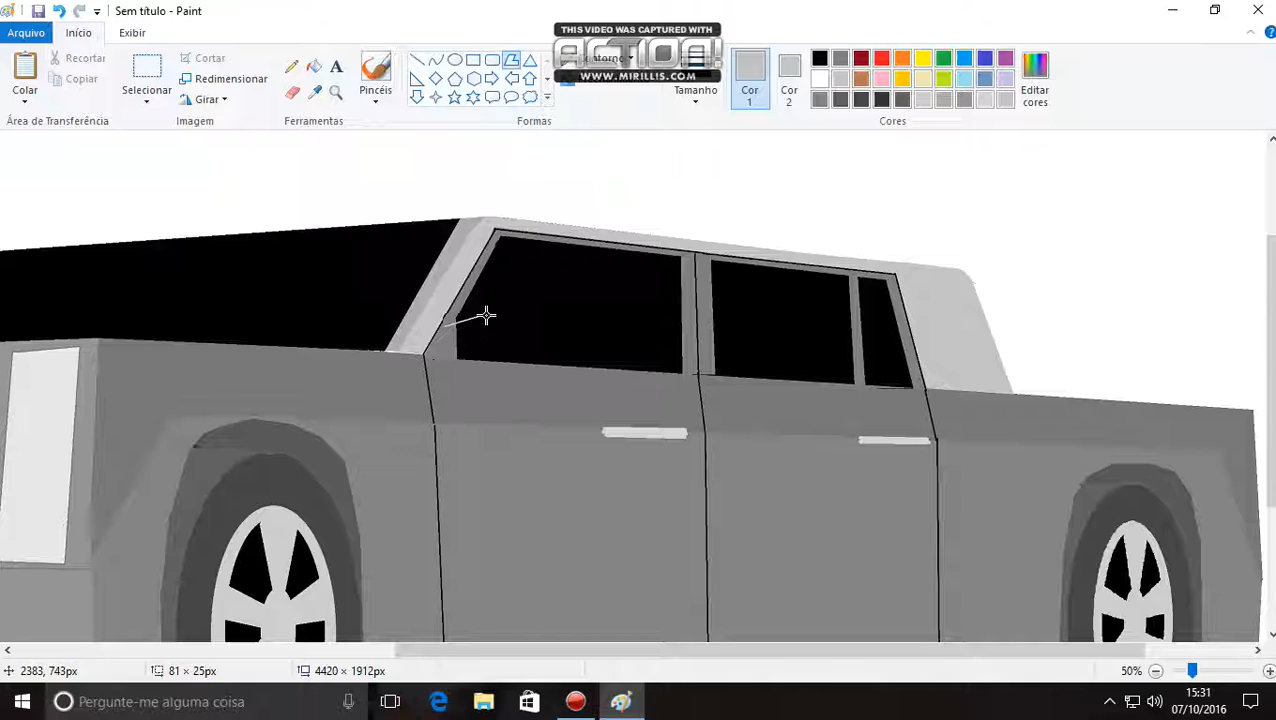 Sem título - Paint
Arquivo
Início
Exibir
THIS VIDEO WAS CAPTURED WITH
ACTION!
WWW.MIRILLIS.COM
Colar
Recortar
Copiar
Área de Transferência
Selecionar
Cortar
Redimensionar
Girar
Imagem
A
Ferramentas
Pincéis
Formas
Tamanho
Cor
1
Cor
2
Cores
Editar
cores
2383, 743px
81 × 25px
4420 × 1912px
50%
Pergunte-me alguma coisa
15:31
07/10/2016